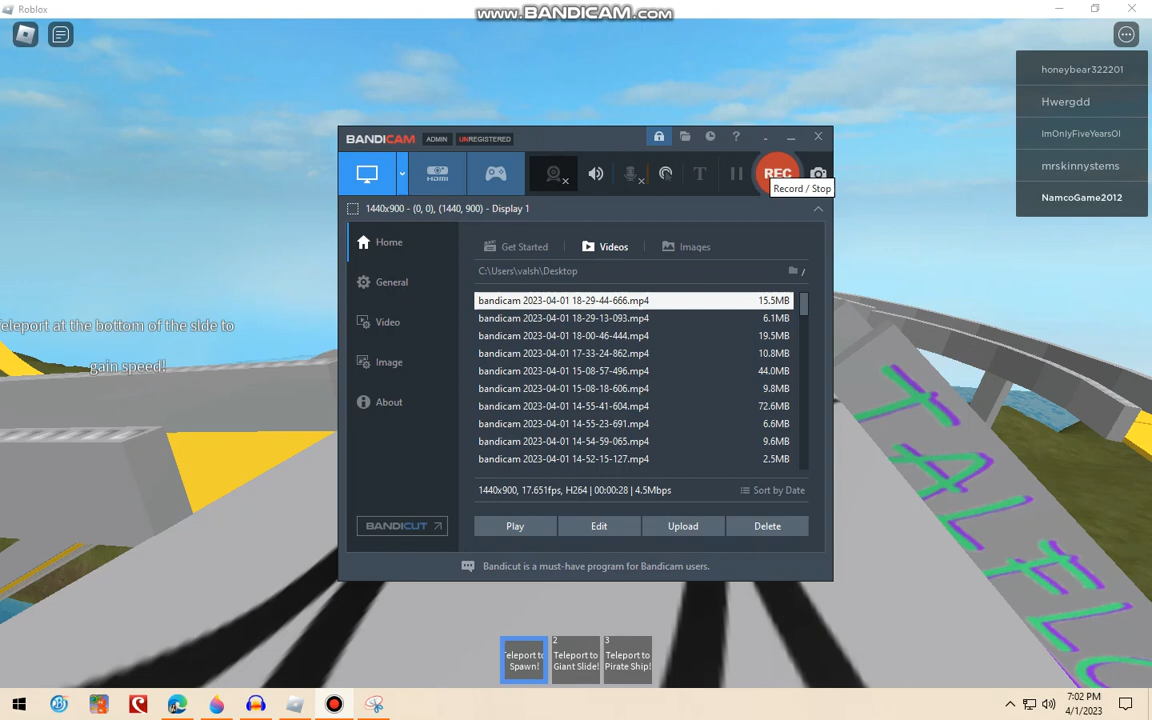 Roblox
www.BANDICAM.com
honeybear322201
Hwergdd
ImOnlyFiveYearsOl
mrskinnystems
NamcoGame2012
BANDICAM ADMIN UNREGISTERED
HDMI
REC
Record / Stop
1440x900 - (0, 0), (1440, 900) - Display 1
Home
General
Video
Image
About
BANDICUT
Get Started
Videos
Images
C:\Users\valsh\Desktop
bandicam 2023-04-01 18-29-44-666.mp4 15.5MB
bandicam 2023-04-01 18-29-13-093.mp4 6.1MB
bandicam 2023-04-01 18-00-46-444.mp4 19.5MB
bandicam 2023-04-01 17-33-24-862.mp4 10.8MB
bandicam 2023-04-01 15-08-57-496.mp4 44.0MB
bandicam 2023-04-01 15-08-18-606.mp4 9.8MB
bandicam 2023-04-01 14-55-41-604.mp4 72.6MB
bandicam 2023-04-01 14-55-23-691.mp4 6.6MB
bandicam 2023-04-01 14-54-59-065.mp4 9.6MB
bandicam 2023-04-01 14-52-15-127.mp4 2.5MB
1440x900, 17.651fps, H264 | 00:00:28 | 4.5Mbps
Sort by Date
Play
Edit
Upload
Delete
Bandicut is a must-have program for Bandicam users.
eleport at the bottom of the slde to
gain speed!
TALFL
eleport to
Spawn!
2
Teleport to
Giant Slide!
3
Teleport to
Pirate Ship!
7:02 PM
4/1/2023